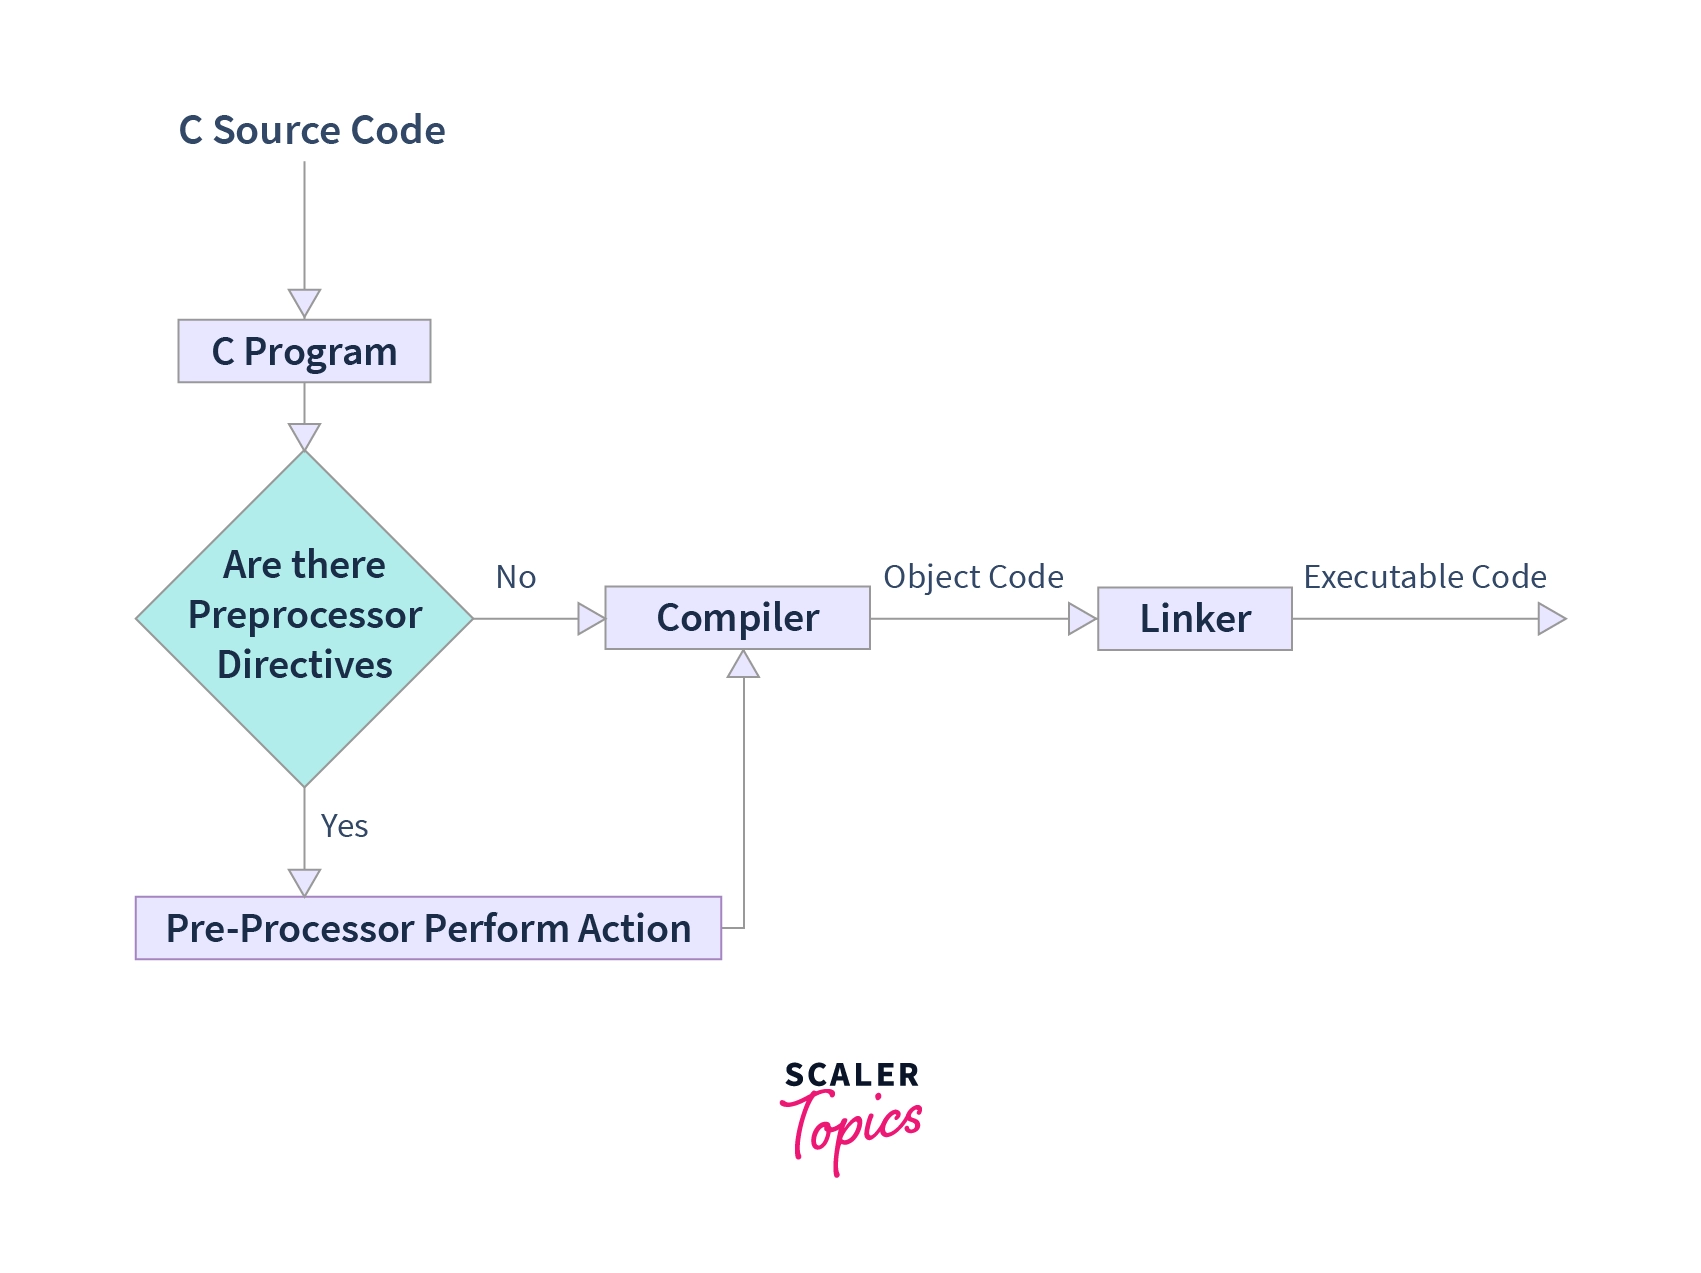 C Source Code
C Program
Are there
Preprocessor
Directives
No
Compiler
Object Code
Linker
Executable Code
Yes
Pre-Processor Perform Action
SCALER
Topics